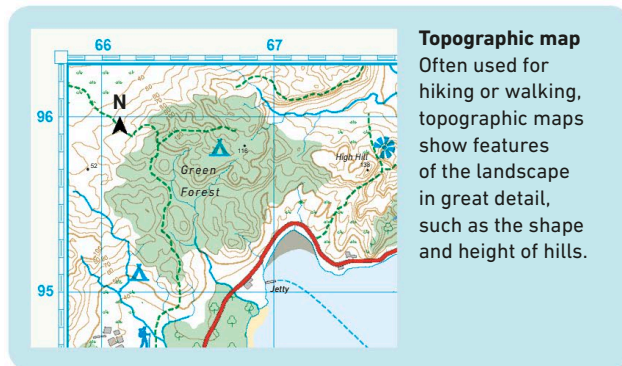 66 67
96
N
52
116
Green
Forest
High Hill
138
95
Jetty
Topographic map
Often used for
hiking or walking,
topographic maps
show features
of the landscape
in great detail,
such as the shape
and height of hills.